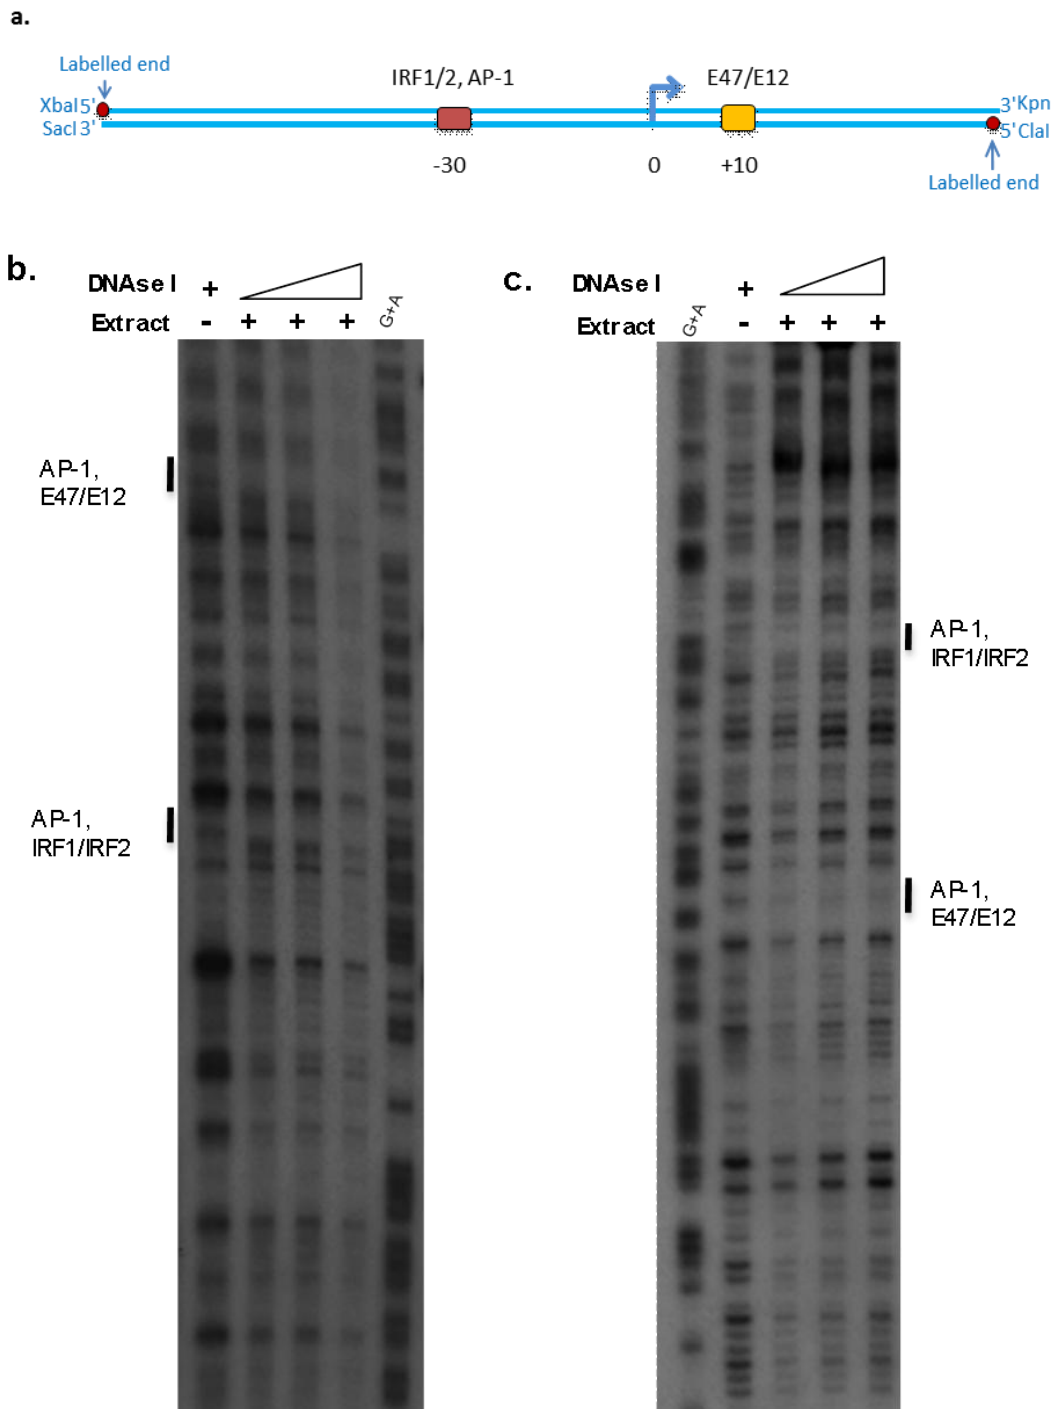 a.
Labelled end
IRF1/2, AP-1
E47/E12
XbaI 5'
3'Kpn
SacI 3'
5'ClaI
-30
0
+10
Labelled end
b.
DNAse I
+
Extract
- + + +
G+A
AP-1,
E47/E12
AP-1,
IRF1/IRF2
c.
DNAse I
+
Extract
G+A
- + + +
AP-1,
IRF1/IRF2
AP-1,
E47/E12